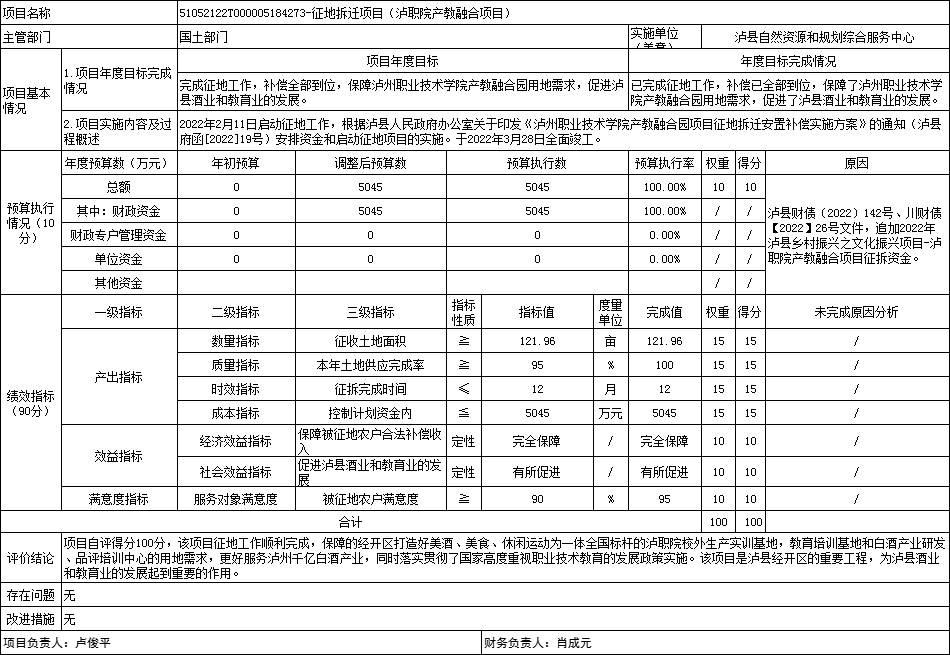 项目名称 51052122T000005184273-征地拆迁项目（泸职院产教融合项目）
主管部门 国土部门 实施单位（盖章） 泸县自然资源和规划综合服务中心
项目基本情况 1.项目年度目标完成情况 项目年度目标 年度目标完成情况
完成征地工作，补偿全部到位，保障泸州职业技术学院产教融合园用地需求，促进泸县酒业和教育业的发展。 已完成征地工作，补偿已全部到位，保障了泸州职业技术学院产教融合园用地需求，促进了泸县酒业和教育业的发展。
2.项目实施内容及过程概述 2022年2月11日启动征地工作，根据泸县人民政府办公室关于印发《泸州职业技术学院产教融合园项目征地拆迁安置补偿实施方案》的通知（泸县府函[2022]19号）安排资金和启动征地项目的实施。于2022年3月28日全面竣工。
预算执行情况（10分） 年度预算数（万元） 年初预算 调整后预算数 预算执行数 预算执行率 权重 得分 原因
总额 0 5045 5045 100.00% 10 10 泸县财债（2022）142号、川财债【2022】26号文件，追加2022年泸县乡村振兴之文化振兴项目-泸职院产教融合项目征拆资金。
其中：财政资金 0 5045 5045 100.00% / /
财政专户管理资金 0 0 0 0.00% / /
单位资金 0 0 0 0.00% / /
其他资金 / /
绩效指标（90分） 一级指标 二级指标 三级指标 指标性质 指标值 度量单位 完成值 权重 得分 未完成原因分析
产出指标 数量指标 征收土地面积 ≧ 121.96 亩 121.96 15 15 /
质量指标 本年土地供应完成率 ≧ 95 % 100 15 15 /
时效指标 征拆完成时间 ≤ 12 月 12 15 15 /
成本指标 控制计划资金内 ≦ 5045 万元 5045 15 15 /
效益指标 经济效益指标 保障被征地农户合法补偿收入 定性 完全保障 / 完全保障 10 10 /
社会效益指标 促进泸县酒业和教育业的发展 定性 有所促进 / 有所促进 10 10 /
满意度指标 服务对象满意度 被征地农户满意度 ≧ 90 % 95 10 10 /
合计 100 100
评价结论 项目自评得分100分，该项目征地工作顺利完成，保障的经开区打造好美酒、美食、休闲运动为一体全国标杆的泸职院校外生产实训基地，教育培训基地和白酒产业研发、品评培训中心的用地需求，更好服务泸州千亿白酒产业，同时落实贯彻了国家高度重视职业技术教育的发展政策实施。该项目是泸县经开区的重要工程，为泸县酒业和教育业的发展起到重要的作用。
存在问题 无
改进措施 无
项目负责人：卢俊平 财务负责人：肖成元